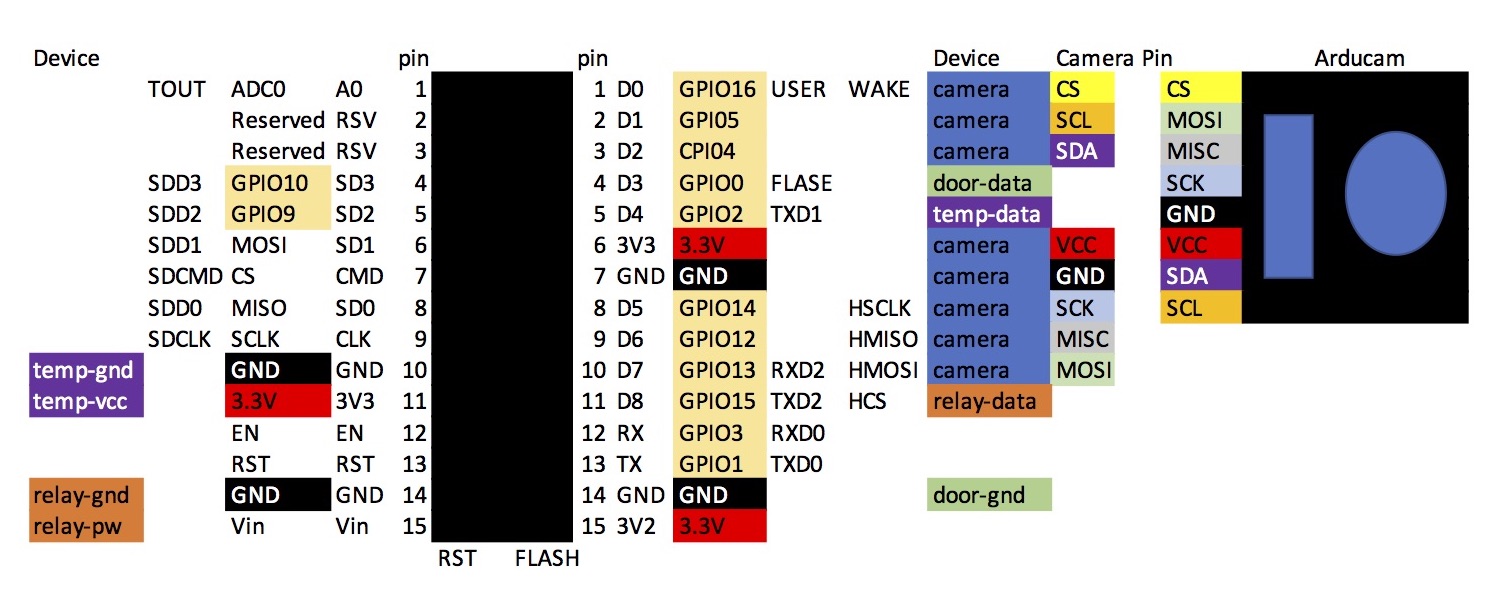 Device pin pin Device Camera Pin Arducam
TOUT ADC0 A0 1 1 D0 GPIO16 USER WAKE camera CS CS
Reserved RSV 2 2 D1 GPI05 camera SCL MOSI
Reserved RSV 3 3 D2 CPI04 camera SDA MISC
SDD3 GPIO10 SD3 4 4 D3 GPIO0 FLASE door-data SCK
SDD2 GPIO9 SD2 5 5 D4 GPIO2 TXD1 temp-data GND
SDD1 MOSI SD1 6 6 3V3 3.3V camera VCC VCC
SDCMD CS CMD 7 7 GND GND camera GND SDA
SDD0 MISO SD0 8 8 D5 GPIO14 HSCLK camera SCK SCL
SDCLK SCLK CLK 9 9 D6 GPIO12 HMISO camera MISC
temp-gnd GND GND 10 10 D7 GPIO13 RXD2 HMOSI camera MOSI
temp-vcc 3.3V 3V3 11 11 D8 GPIO15 TXD2 HCS relay-data
EN EN 12 12 RX GPIO3 RXD0
RST RST 13 13 TX GPIO1 TXD0
relay-gnd GND GND 14 14 GND GND door-gnd
relay-pw Vin Vin 15 15 3V2 3.3V
RST FLASH